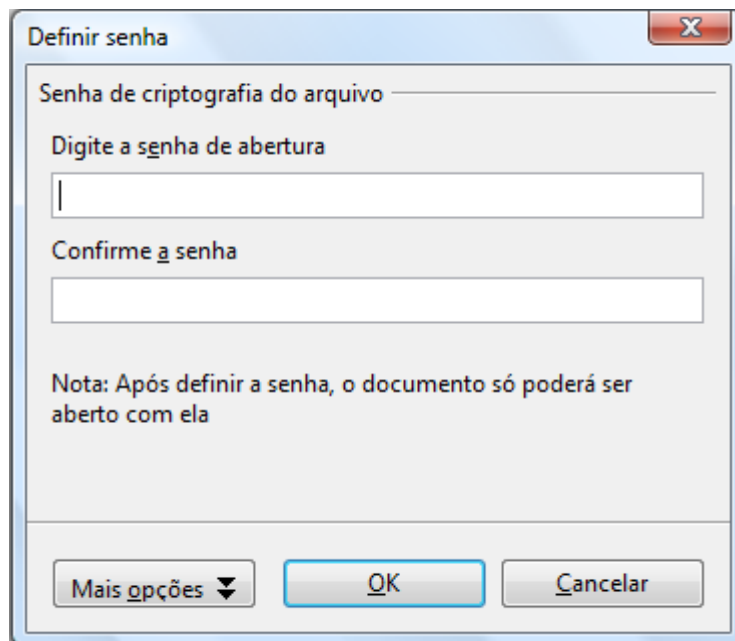 Definir senha
Senha de criptografia do arquivo
Digite a senha de abertura
Confirme a senha
Nota: Após definir a senha, o documento só poderá ser
aberto com ela
Mais opções OK Cancelar